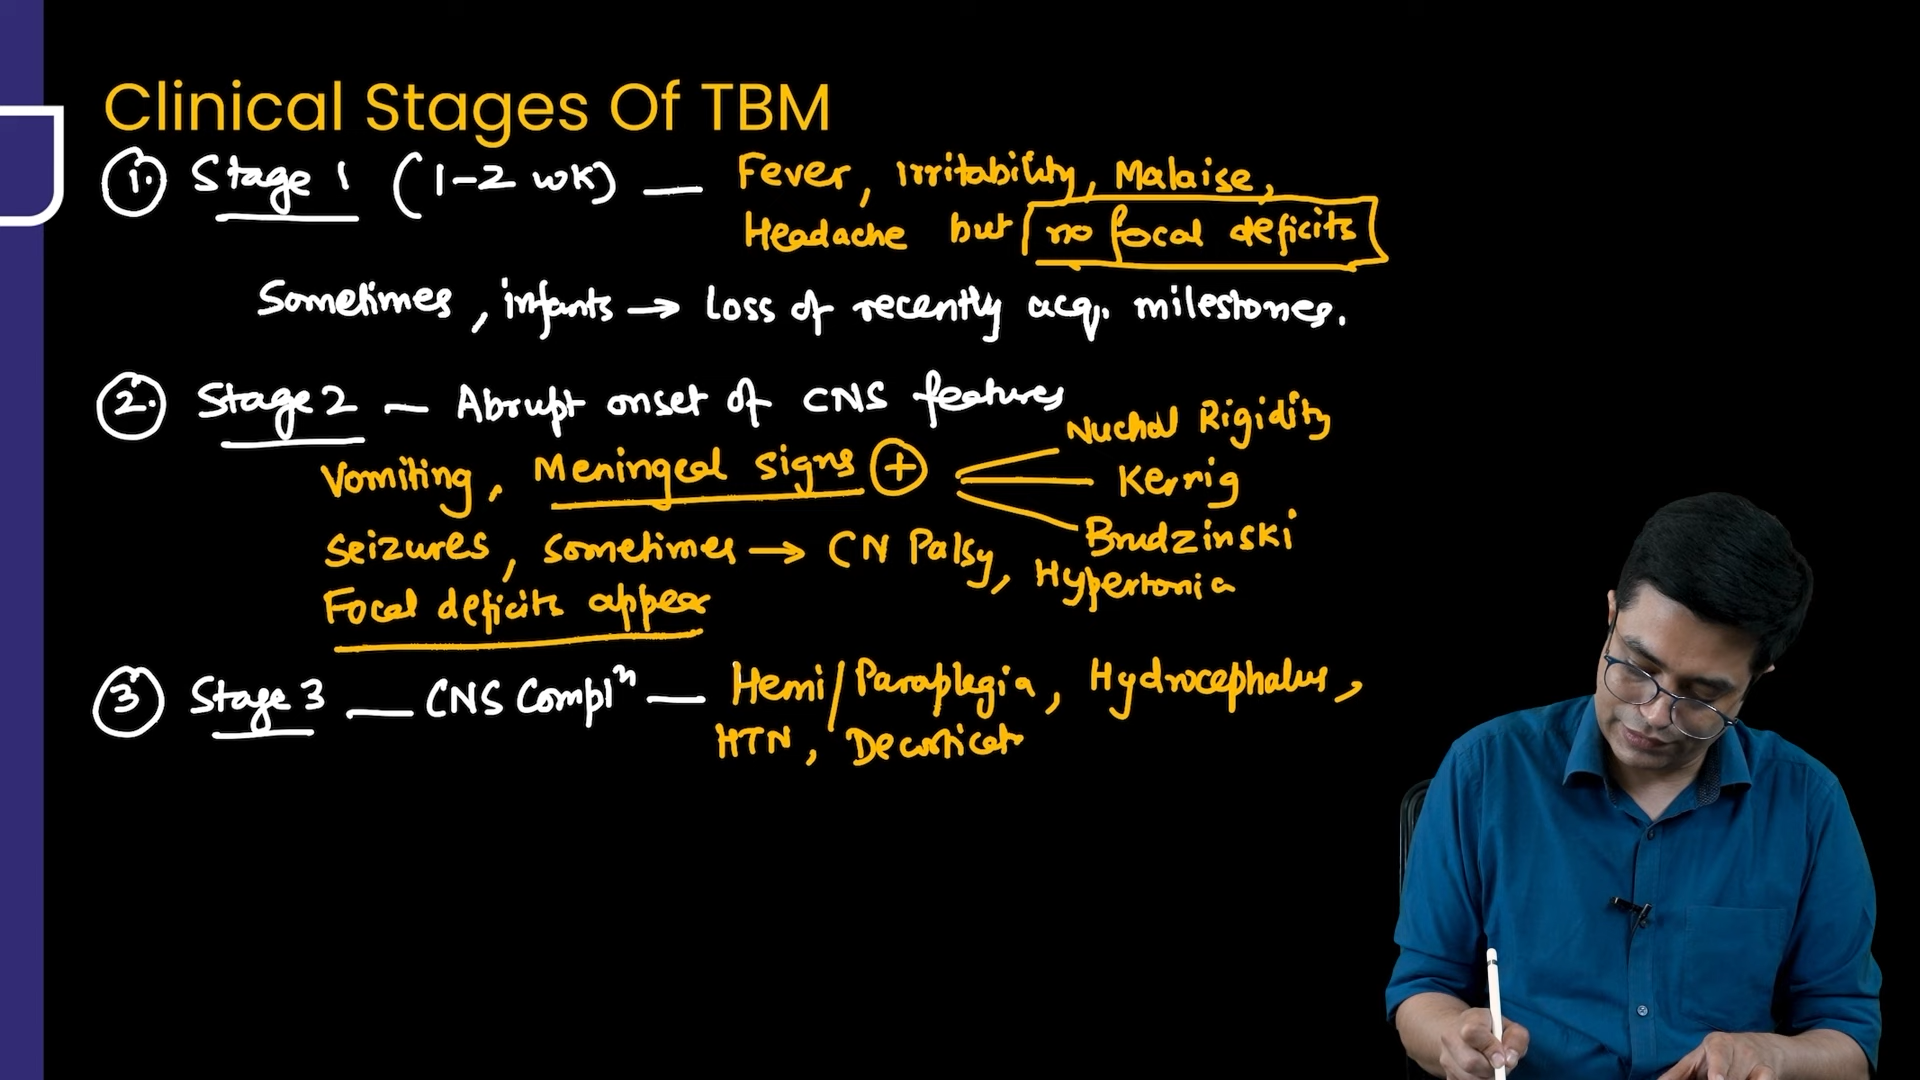 Clinical Stages Of TBM
1. Stage 1 (1-2 wk) — Fever, Irritability, Malaise,
Headache but no focal deficits
Sometimes, infants → Loss of recently acq. milestones.
2. Stage 2 — Abrupt onset of CNS features
Vomiting, Meningeal signs +
Nuchal Rigidity
Kernig
Brudzinski
Seizures, sometimes → CN Palsy, Hypertonia
Focal deficits appear
3 Stage 3 — CNS Compln — Hemi/Paraplegia, Hydrocephalus,
HTN, Decorticate